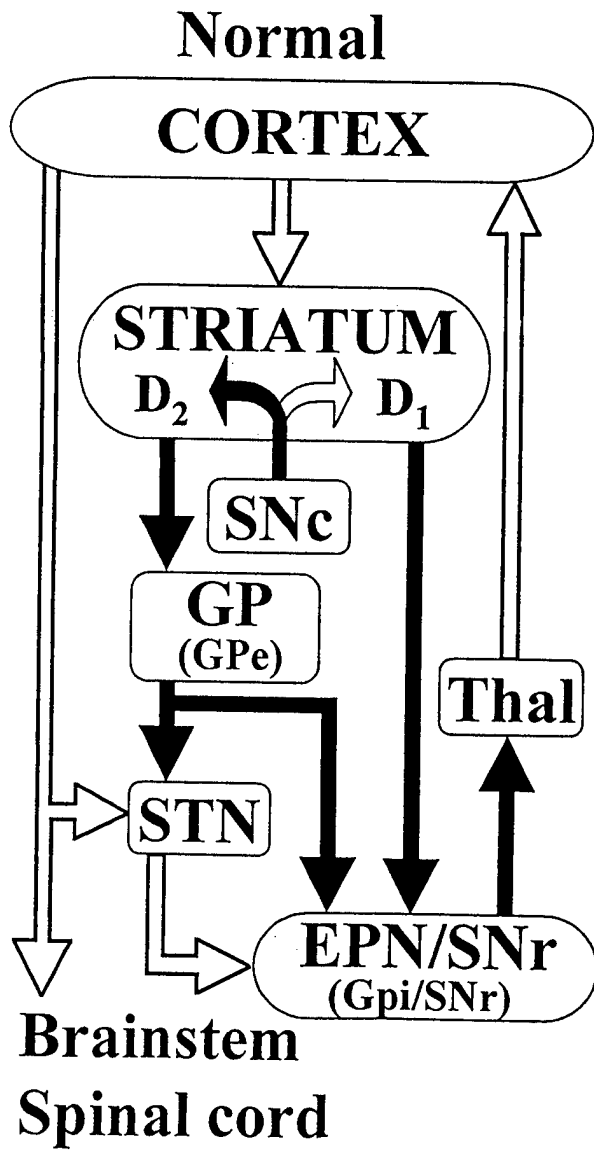 Normal
CORTEX
STRIATUM
D2 D1
SNc
GP
(GPe)
Thal
STN
EPN/SNr
(Gpi/SNr)
Brainstem
Spinal cord